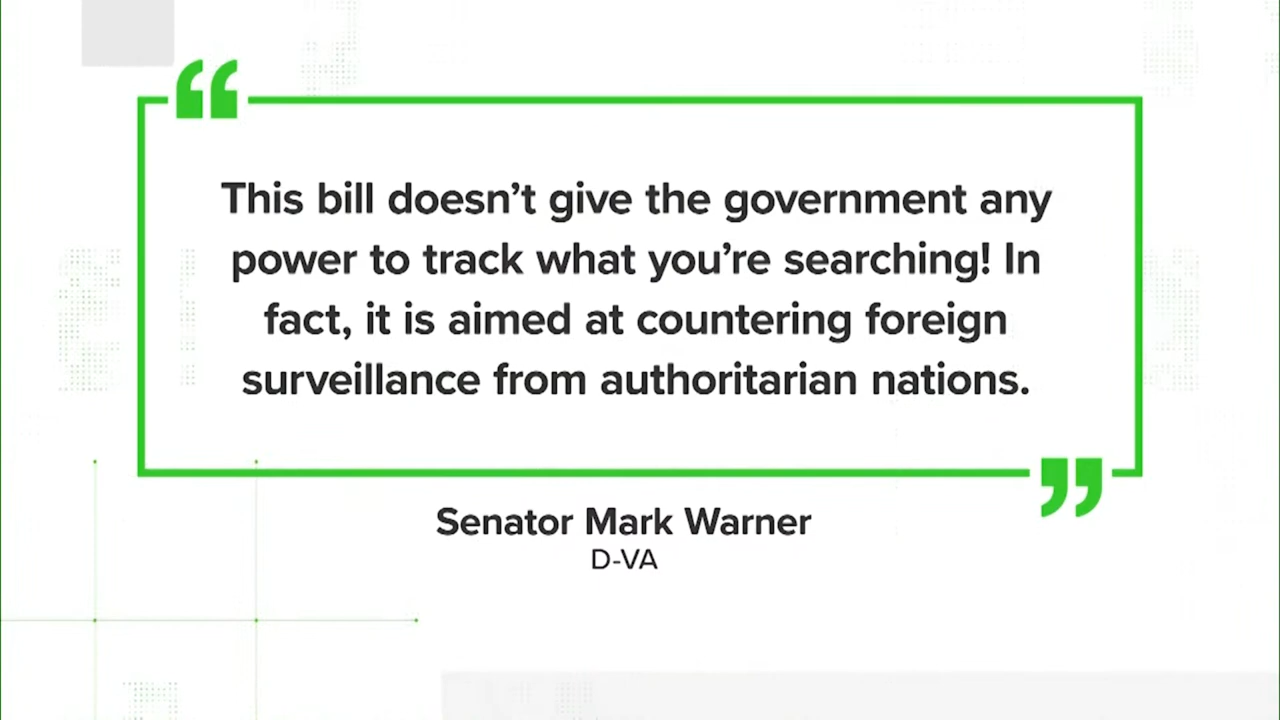 “
This bill doesn’t give the government any
power to track what you’re searching! In
fact, it is aimed at countering foreign
surveillance from authoritarian nations.
”
Senator Mark Warner
D-VA